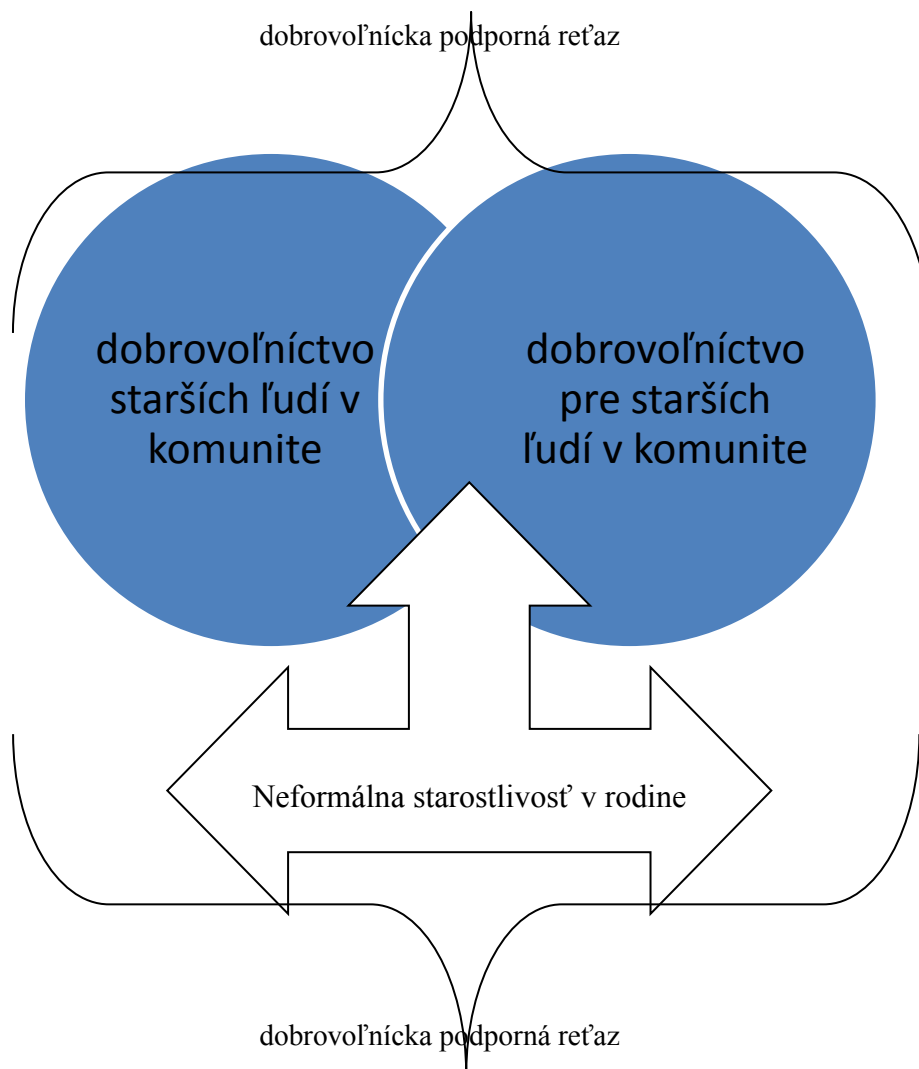 dobrovoľnícka podporná reťaz
dobrovoľníctvo
starších ľudí v
komunite
dobrovoľníctvo
pre starších
ľudí v komunite
Neformálna starostlivosť v rodine
dobrovoľnícka podporná reťaz